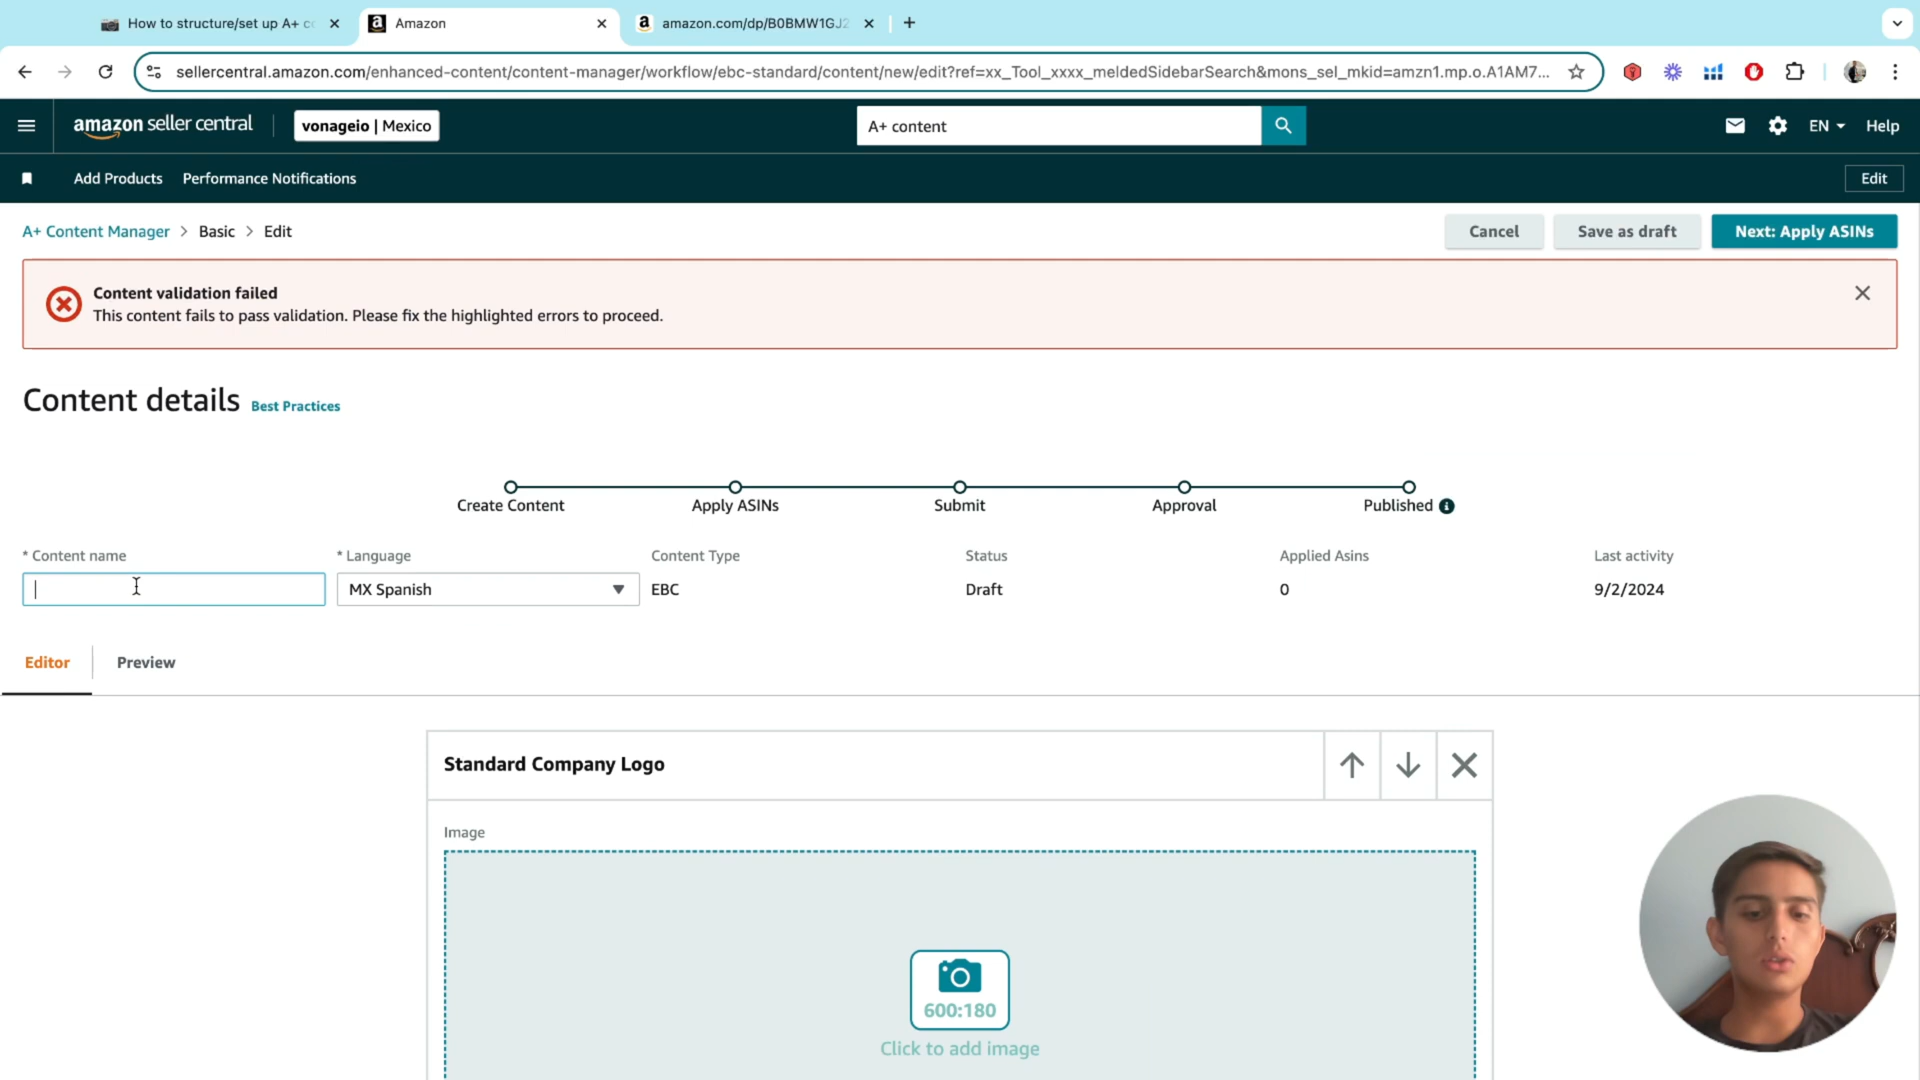 How to structure/set up A+ c
Amazon
amazon.com/dp/B0BMW1GJ2
sellercentral.amazon.com/enhanced-content/content-manager/workflow/ebc-standard/content/new/edit?ref=xx_Tool_xxxx_meldedSidebarSearch&mons_sel_mkid=amzn1.mp.o.A1AM7...
amazon seller central
vonageio | Mexico
A+ content
EN
Help
Add Products
Performance Notifications
Edit
A+ Content Manager > Basic > Edit
Cancel
Save as draft
Next: Apply ASINs
Content validation failed
This content fails to pass validation. Please fix the highlighted errors to proceed.
Content details Best Practices
Create Content
Apply ASINs
Submit
Approval
Published
* Content name
* Language
Content Type
Status
Applied Asins
Last activity
MX Spanish
EBC
Draft
0
9/2/2024
Editor
Preview
Standard Company Logo
Image
600:180
Click to add image